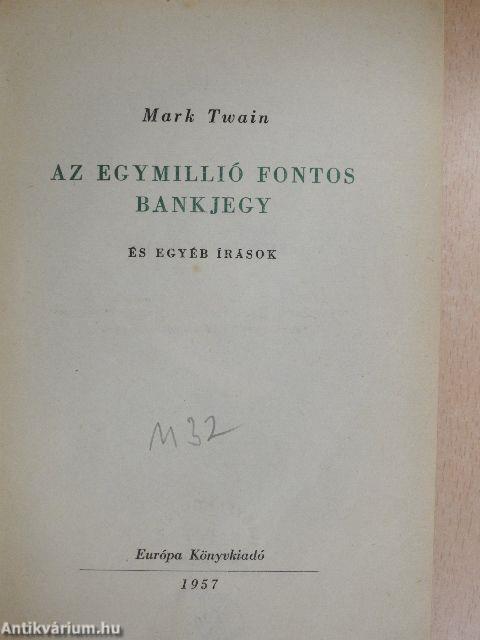 Mark Twain
AZ EGYMILLIÓ FONTOS
BANKJEGY
ÉS EGYÉB ÍRÁSOK
M32
Európa Könyvkiadó
1957
Antikvárium.hu